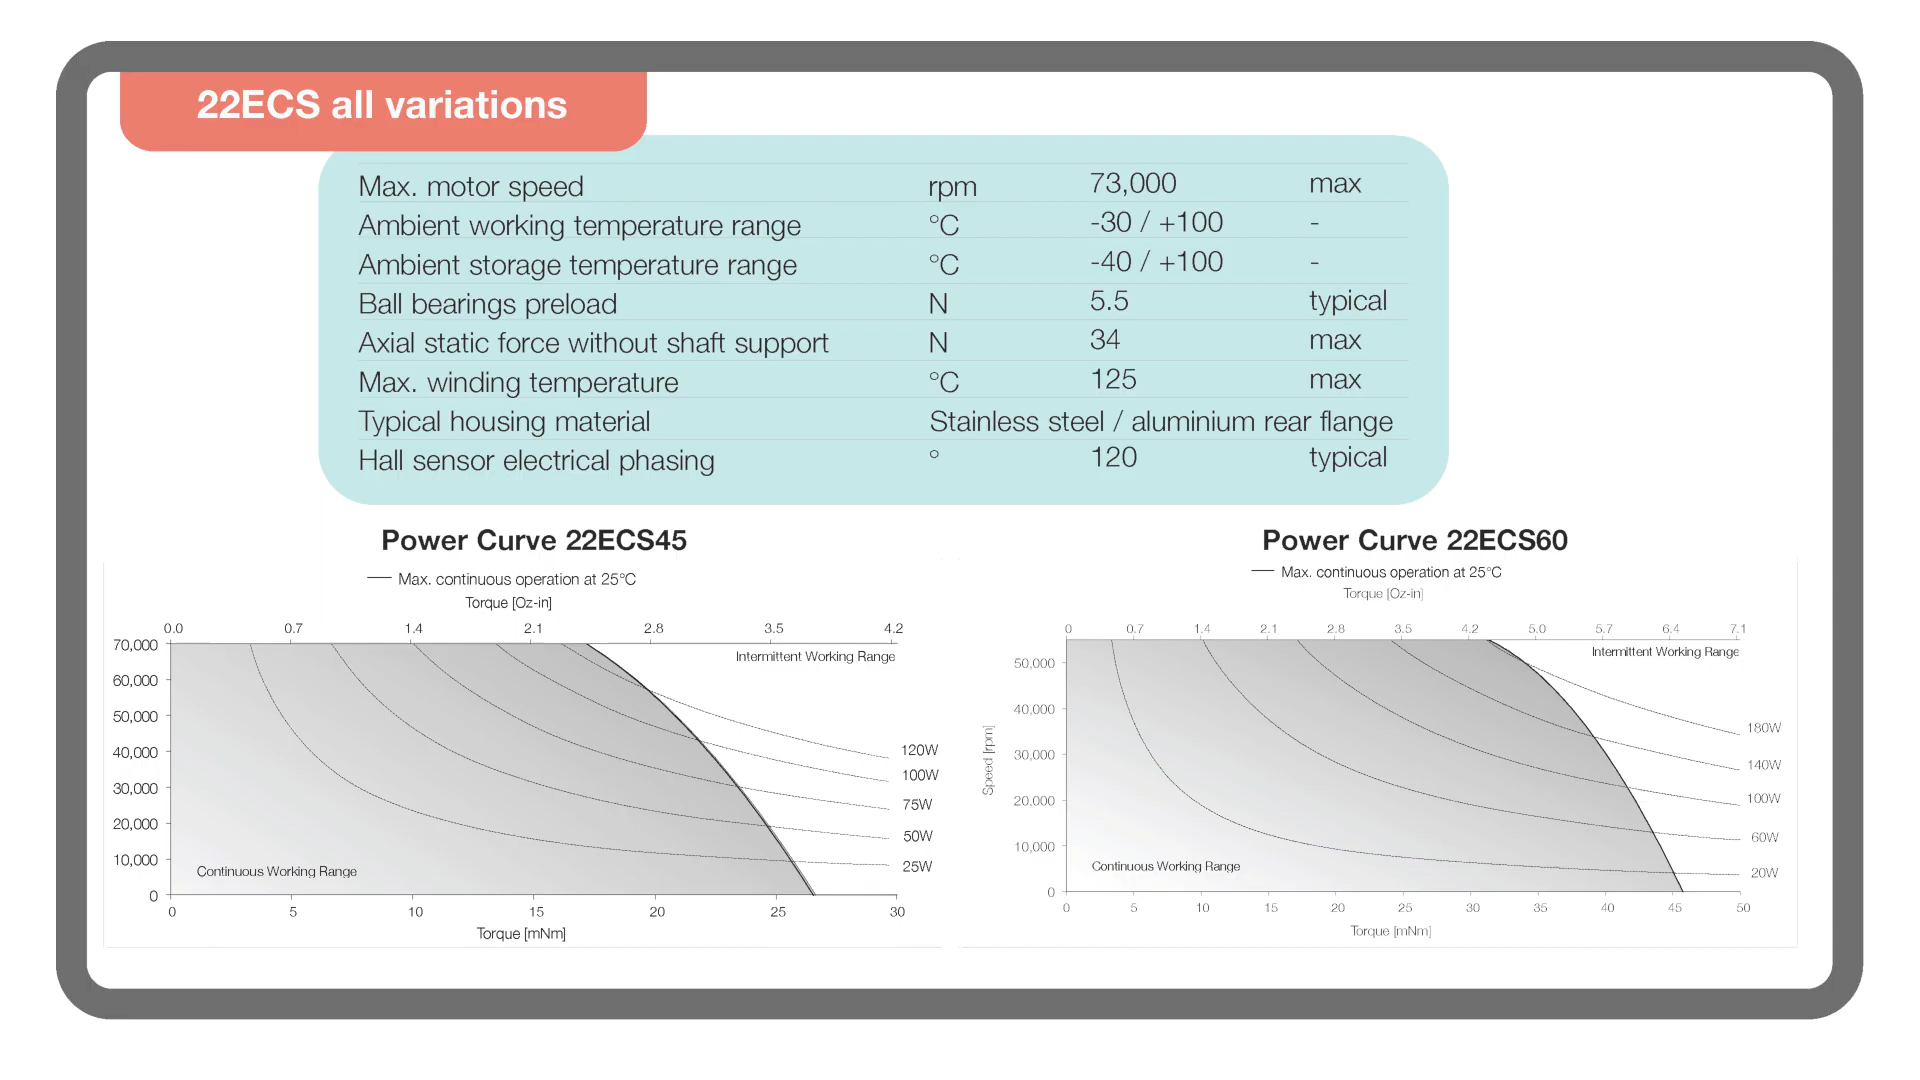 22ECS all variations
Max. motor speed rpm 73,000 max
Ambient working temperature range °C -30 / +100 -
Ambient storage temperature range °C -40 / +100 -
Ball bearings preload N 5.5 typical
Axial static force without shaft support N 34 max
Max. winding temperature °C 125 max
Typical housing material Stainless steel / aluminium rear flange
Hall sensor electrical phasing ° 120 typical
Power Curve 22ECS45
Max. continuous operation at 25°C
Torque [Oz-in]
0.0 0.7 1.4 2.1 2.8 3.5 4.2
70,000
Intermittent Working Range
60,000
50,000
40,000
120W
100W
30,000
75W
20,000
50W
10,000
25W
Continuous Working Range
0
0 5 10 15 20 25 30
Torque [mNm]
Power Curve 22ECS60
Max. continuous operation at 25°C
Torque [Oz-in]
0 0.7 1.4 2.1 2.8 3.5 4.2 5.0 5.7 6.4 7.1
Intermittent Working Range
50,000
40,000
180W
Speed [rpm]
30,000
140W
20,000
100W
10,000
60W
Continuous Working Range
20W
0
0 5 10 15 20 25 30 35 40 45 50
Torque [mNm]